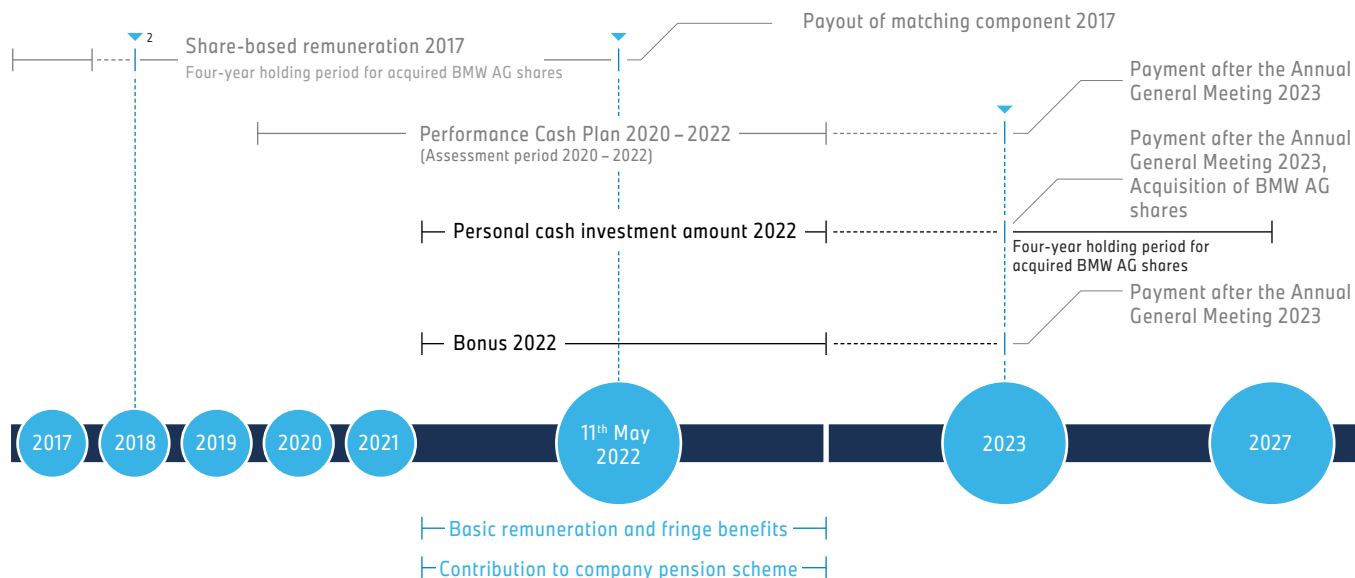 Payout of matching component 2017
2
Share-based remuneration 2017
Four-year holding period for acquired BMW AG shares
Payment after the Annual
General Meeting 2023
Performance Cash Plan 2020 – 2022
(Assessment period 2020 – 2022)
Payment after the Annual
General Meeting 2023,
Acquisition of BMW AG
shares
Personal cash investment amount 2022
Four-year holding period for
acquired BMW AG shares
Payment after the Annual
General Meeting 2023
Bonus 2022
2017
2018
2019
2020
2021
11th May
2022
2023
2027
Basic remuneration and fringe benefits
Contribution to company pension scheme